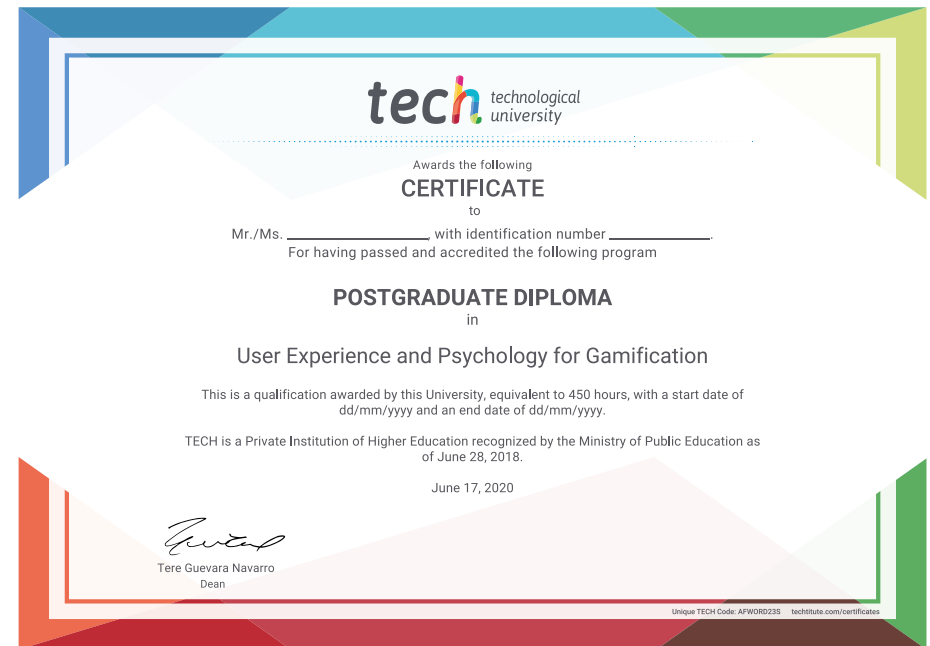 tech technological
university
Awards the following
CERTIFICATE
to
Mr./Ms. ____________________, with identification number ______________.
For having passed and accredited the following program
POSTGRADUATE DIPLOMA
in
User Experience and Psychology for Gamification
This is a qualification awarded by this University, equivalent to 450 hours, with a start date of
dd/mm/yyyy and an end date of dd/mm/yyyy.
TECH is a Private Institution of Higher Education recognized by the Ministry of Public Education as
of June 28, 2018.
June 17, 2020
Tere Guevara Navarro
Dean
Unique TECH Code: AFWORD23S techtitute.com/certificates